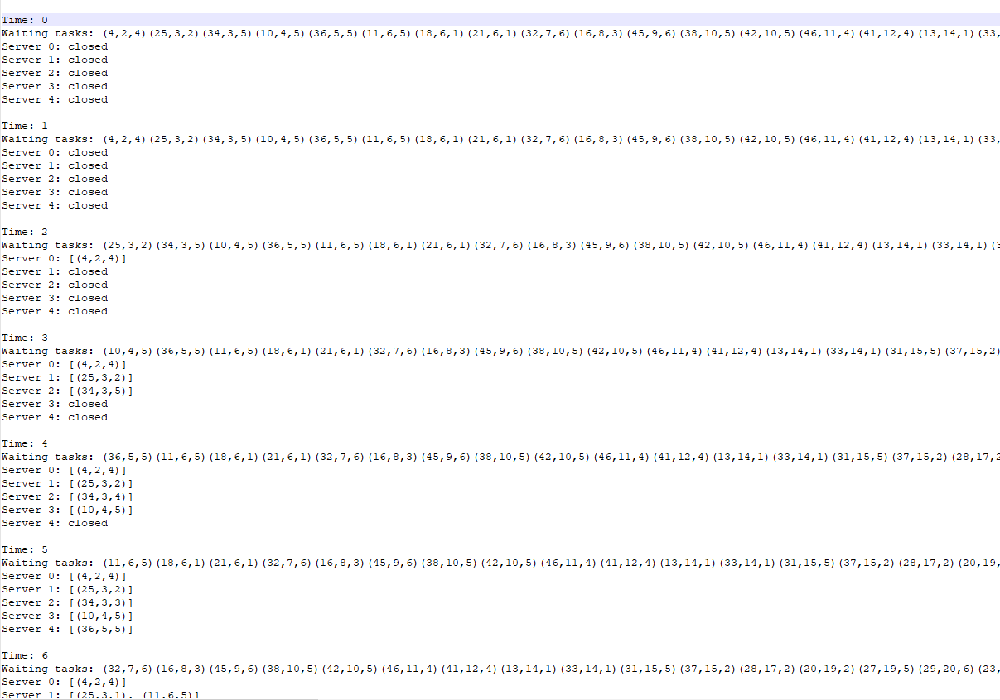 Time: 0
Waiting tasks: (4,2,4)(25,3,2)(34,3,5)(10,4,5)(36,5,5)(11,6,5)(18,6,1)(21,6,1)(32,7,6)(16,8,3)(45,9,6)(38,10,5)(42,10,5)(46,11,4)(41,12,4)(13,14,1)(33,
Server 0: closed
Server 1: closed
Server 2: closed
Server 3: closed
Server 4: closed
Time: 1
Waiting tasks: (4,2,4)(25,3,2)(34,3,5)(10,4,5)(36,5,5)(11,6,5)(18,6,1)(21,6,1)(32,7,6)(16,8,3)(45,9,6)(38,10,5)(42,10,5)(46,11,4)(41,12,4)(13,14,1)(33,
Server 0: closed
Server 1: closed
Server 2: closed
Server 3: closed
Server 4: closed
Time: 2
Waiting tasks: (25,3,2)(34,3,5)(10,4,5)(36,5,5)(11,6,5)(18,6,1)(21,6,1)(32,7,6)(16,8,3)(45,9,6)(38,10,5)(42,10,5)(46,11,4)(41,12,4)(13,14,1)(33,14,1)(3
Server 0: [(4,2,4)]
Server 1: closed
Server 2: closed
Server 3: closed
Server 4: closed
Time: 3
Waiting tasks: (10,4,5)(36,5,5)(11,6,5)(18,6,1)(21,6,1)(32,7,6)(16,8,3)(45,9,6)(38,10,5)(42,10,5)(46,11,4)(41,12,4)(13,14,1)(33,14,1)(31,15,5)(37,15,2)
Server 0: [(4,2,4)]
Server 1: [(25,3,2)]
Server 2: [(34,3,5)]
Server 3: closed
Server 4: closed
Time: 4
Waiting tasks: (36,5,5)(11,6,5)(18,6,1)(21,6,1)(32,7,6)(16,8,3)(45,9,6)(38,10,5)(42,10,5)(46,11,4)(41,12,4)(13,14,1)(33,14,1)(31,15,5)(37,15,2)(28,17,2
Server 0: [(4,2,4)]
Server 1: [(25,3,2)]
Server 2: [(34,3,4)]
Server 3: [(10,4,5)]
Server 4: closed
Time: 5
Waiting tasks: (11,6,5)(18,6,1)(21,6,1)(32,7,6)(16,8,3)(45,9,6)(38,10,5)(42,10,5)(46,11,4)(41,12,4)(13,14,1)(33,14,1)(31,15,5)(37,15,2)(28,17,2)(20,19,
Server 0: [(4,2,4)]
Server 1: [(25,3,2)]
Server 2: [(34,3,3)]
Server 3: [(10,4,5)]
Server 4: [(36,5,5)]
Time: 6
Waiting tasks: (32,7,6)(16,8,3)(45,9,6)(38,10,5)(42,10,5)(46,11,4)(41,12,4)(13,14,1)(33,14,1)(31,15,5)(37,15,2)(28,17,2)(20,19,2)(27,19,5)(29,20,6)(23,
Server 0: [(4,2,4)]
Server 1: [(25,3,1), (11,6,5)]